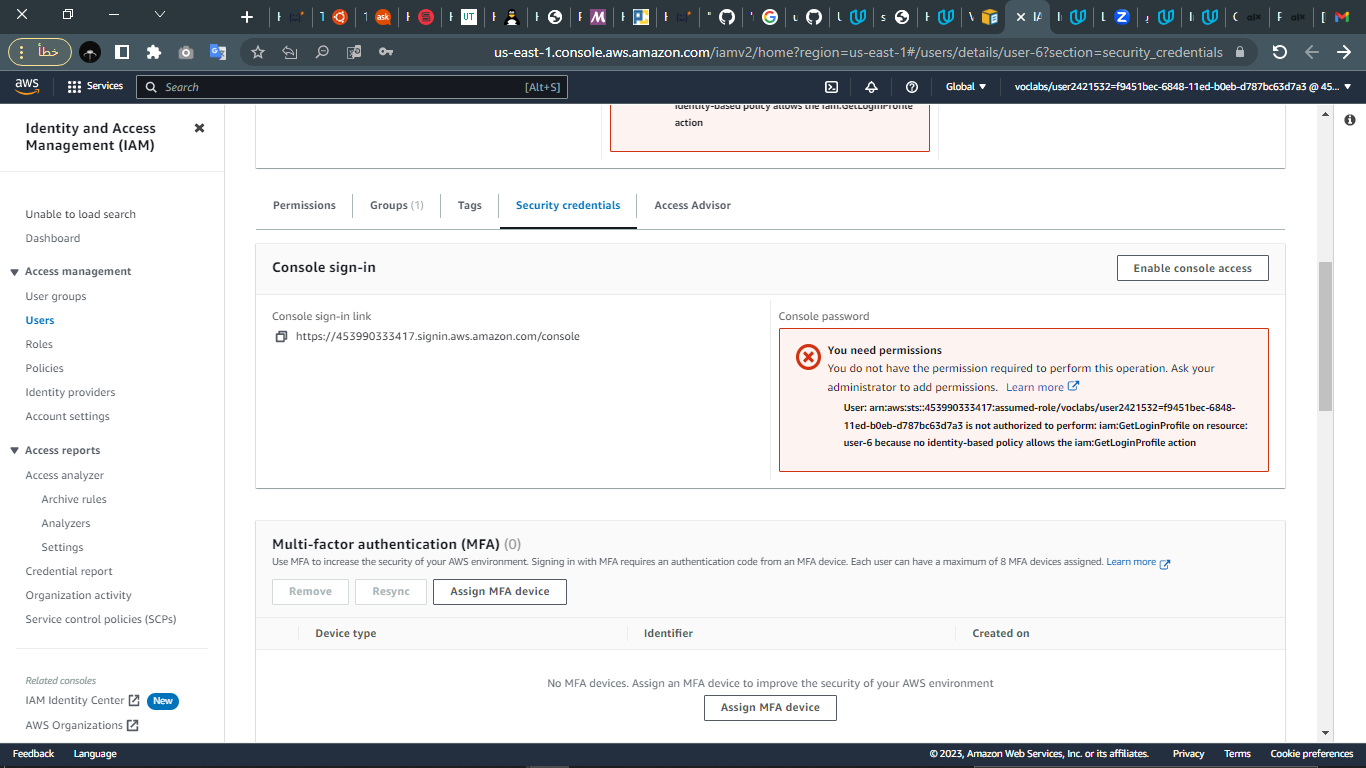 خطأ
us-east-1.console.aws.amazon.com/iamv2/home?region=us-east-1#/users/details/user-6?section=security_credentials
aws
Services
Search
[Alt+S]
Global
voclabs/user2421532=f9451bec-6848-11ed-b0eb-d787bc63d7a3 @ 45...
Identity and Access
Management (IAM)
Unable to load search
Dashboard
Access management
User groups
Users
Roles
Policies
Identity providers
Account settings
Access reports
Access analyzer
Archive rules
Analyzers
Settings
Credential report
Organization activity
Service control policies (SCPs)
Related consoles
IAM Identity Center New
AWS Organizations
identity-based policy allows the iam:GetLoginProfile
action
Permissions
Groups (1)
Tags
Security credentials
Access Advisor
Console sign-in
Enable console access
Console sign-in link
https://453990333417.signin.aws.amazon.com/console
Console password
You need permissions
You do not have the permission required to perform this operation. Ask your
administrator to add permissions. Learn more
User: arn:aws:sts::453990333417:assumed-role/voclabs/user2421532=f9451bec-6848-
11ed-b0eb-d787bc63d7a3 is not authorized to perform: iam:GetLoginProfile on resource:
user-6 because no identity-based policy allows the iam:GetLoginProfile action
Multi-factor authentication (MFA) (0)
Use MFA to increase the security of your AWS environment. Signing in with MFA requires an authentication code from an MFA device. Each user can have a maximum of 8 MFA devices assigned. Learn more
Remove
Resync
Assign MFA device
Device type
Identifier
Created on
No MFA devices. Assign an MFA device to improve the security of your AWS environment
Assign MFA device
Feedback
Language
© 2023, Amazon Web Services, Inc. or its affiliates.
Privacy
Terms
Cookie preferences